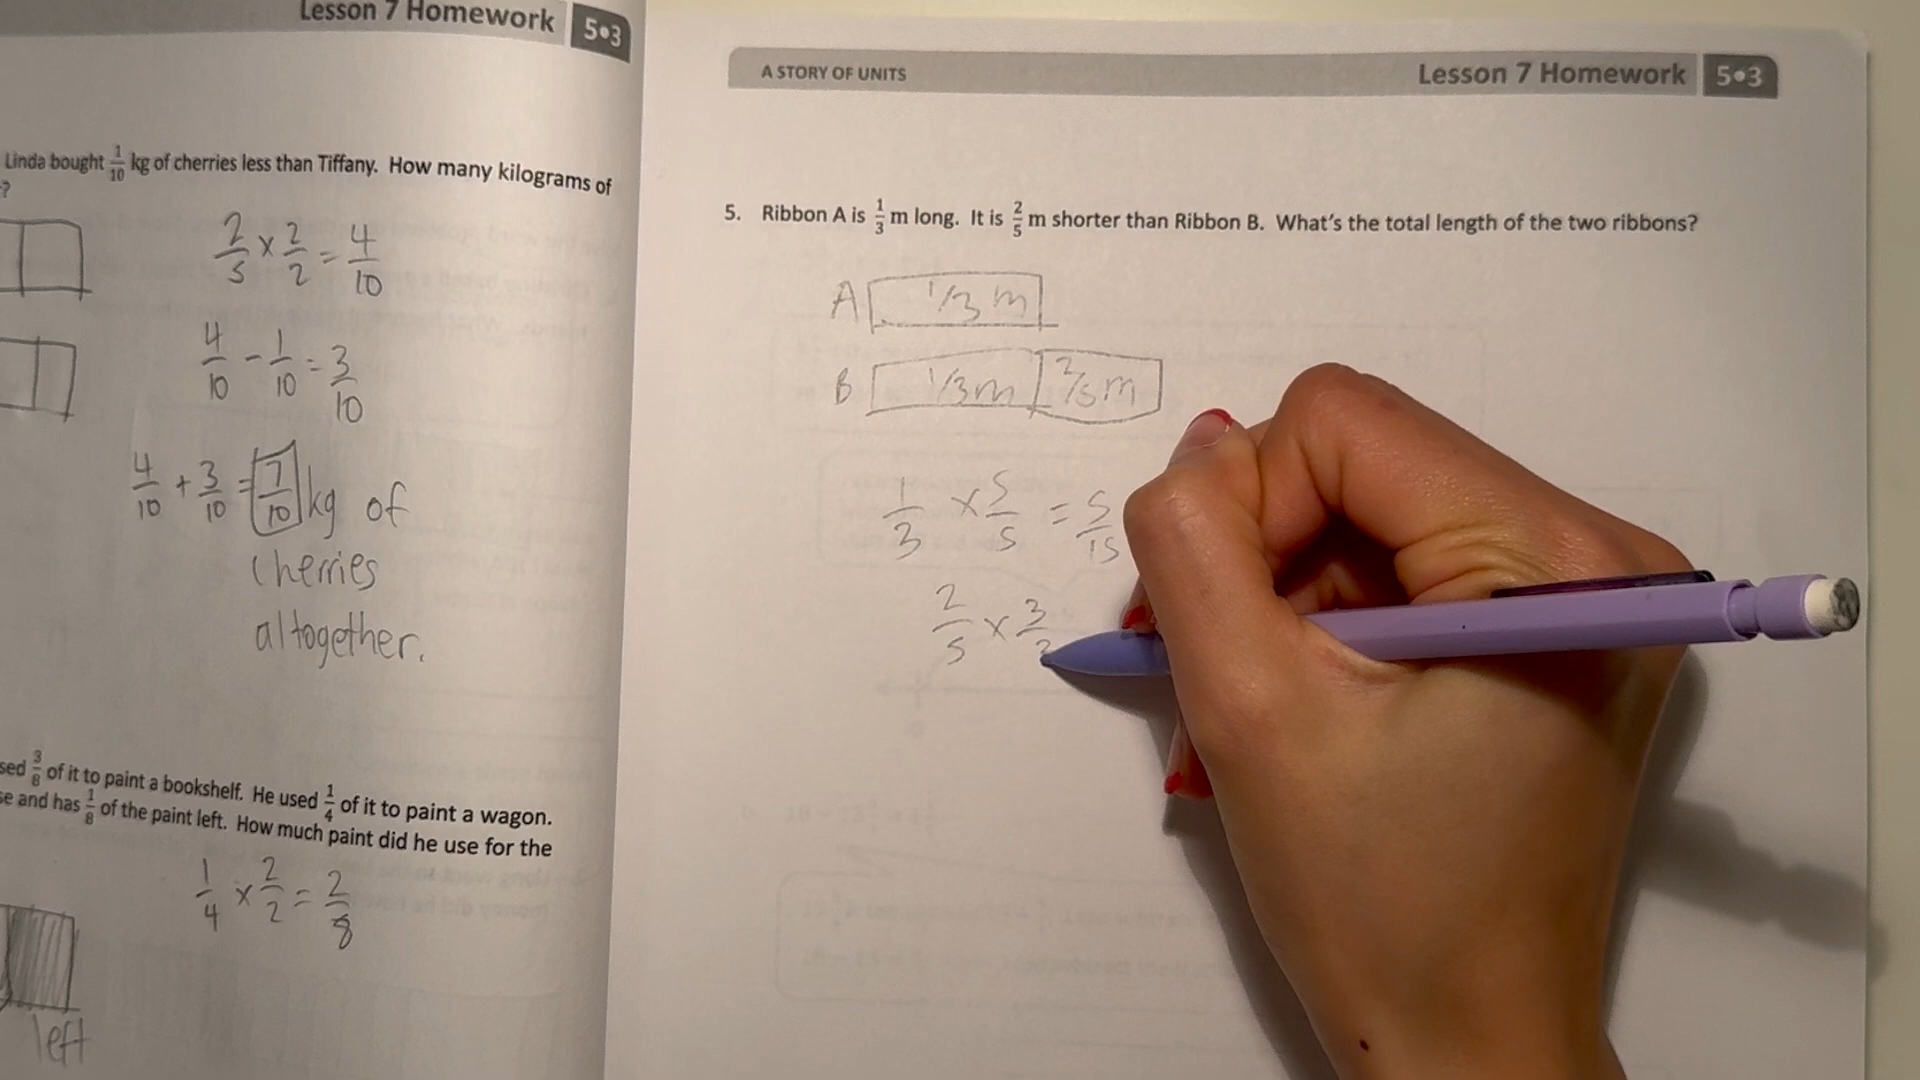 Lesson 7 Homework 5•3
Linda bought 1/10 kg of cherries less than Tiffany. How many kilograms of
?
2/5 × 2/2 = 4/10
4/10 - 1/10 = 3/10
4/10 + 3/10 = 7/10 kg of
cherries
altogether.
sed 3/8 of it to paint a bookshelf. He used 1/4 of it to paint a wagon.
se and has 1/8 of the paint left. How much paint did he use for the
1/4 × 2/2 = 2/8
left
A STORY OF UNITS
Lesson 7 Homework 5•3
5. Ribbon A is 1/3 m long. It is 2/5 m shorter than Ribbon B. What's the total length of the two ribbons?
A 1/3 m
B 1/3 m 2/5 m
1/3 × 5/5 = 5/15
2/5 × 3/3